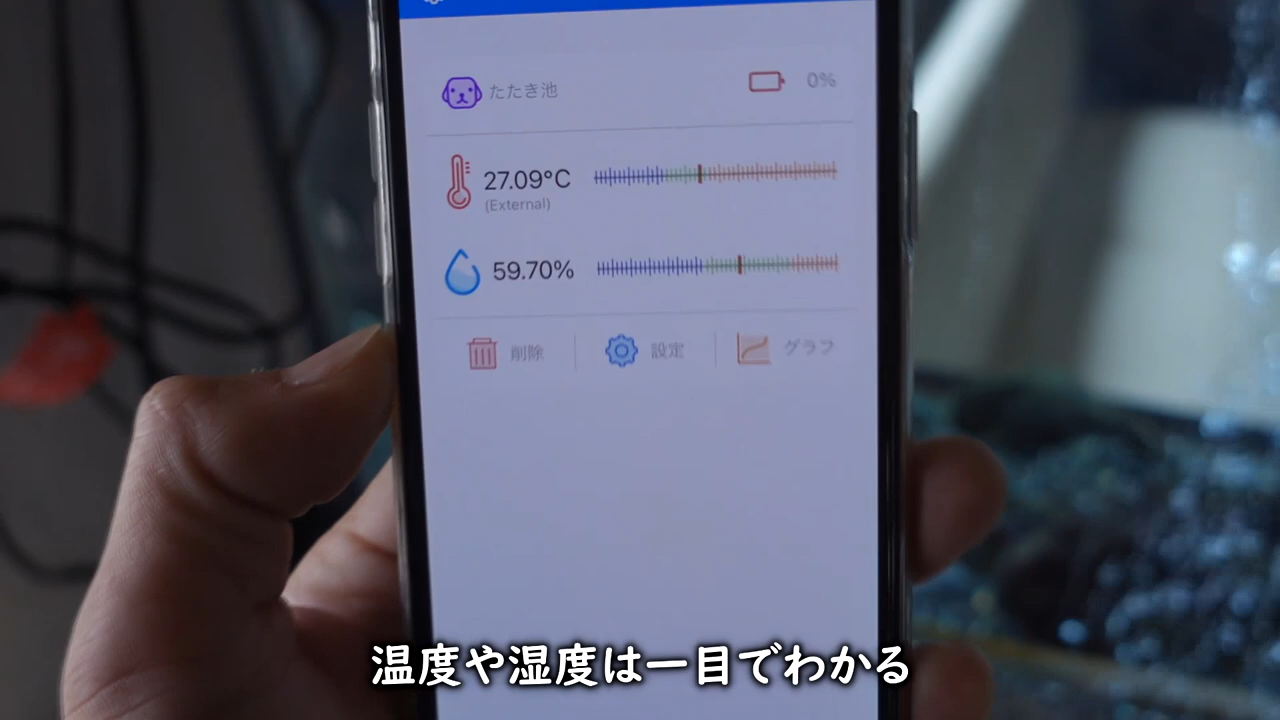 たたき池 0%
27.09°C
(External)
59.70%
削除 設定 グラフ
温度や湿度は一目でわかる